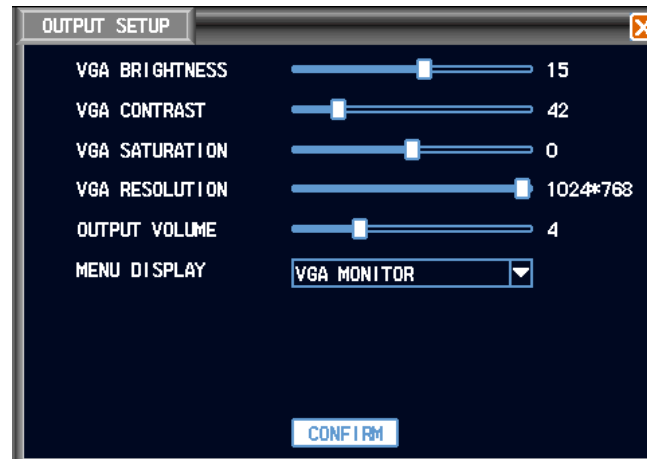 OUTPUT SETUP
VGA BRIGHTNESS 15
VGA CONTRAST 42
VGA SATURATION 0
VGA RESOLUTION 1024*768
OUTPUT VOLUME 4
MENU DISPLAY VGA MONITOR
CONFIRM